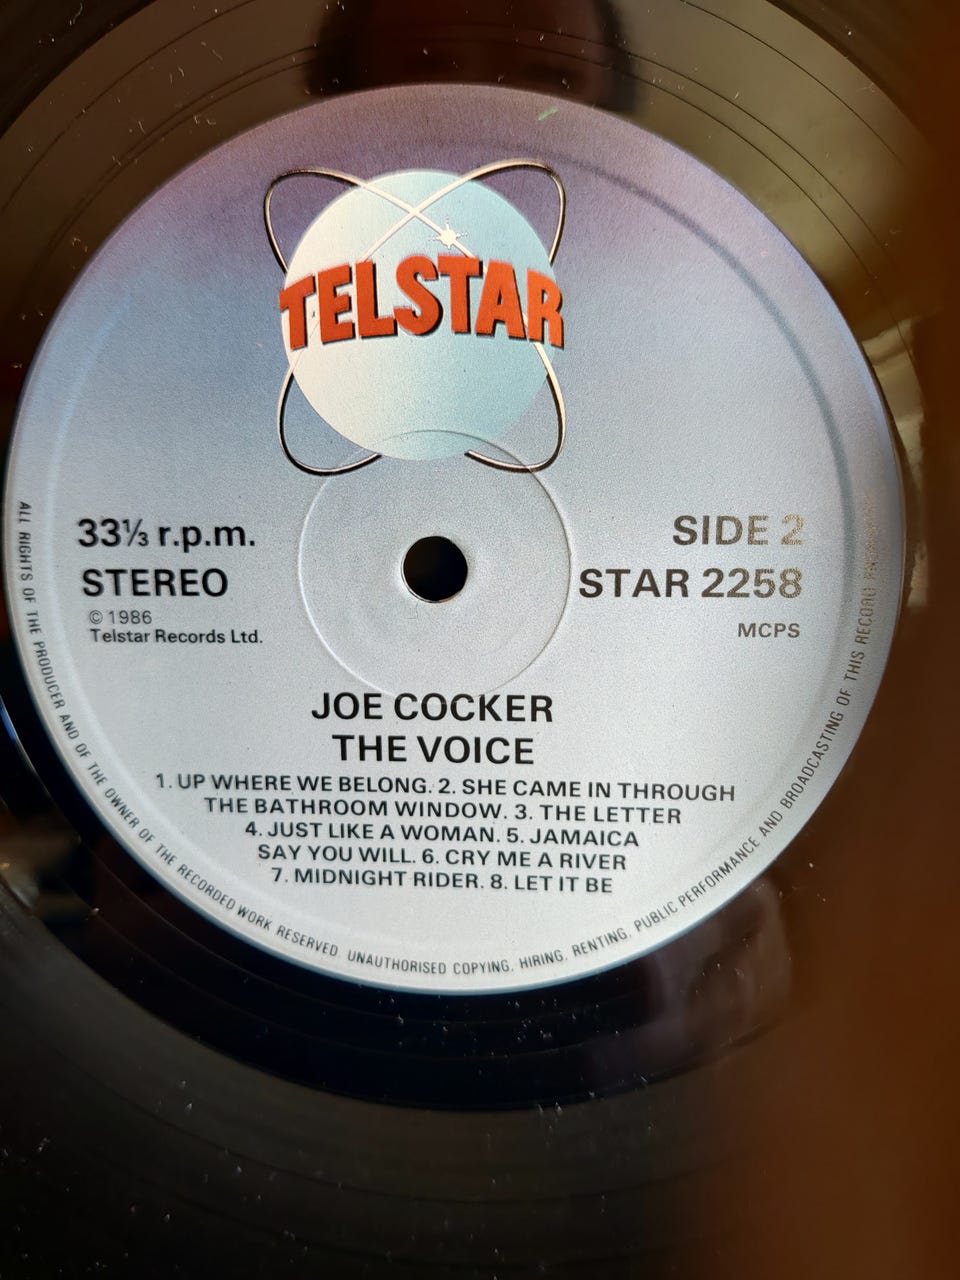 TELSTAR
33⅓ r.p.m.
STEREO
© 1986
Telstar Records Ltd.
SIDE 2
STAR 2258
MCPS
JOE COCKER
THE VOICE
1. UP WHERE WE BELONG. 2. SHE CAME IN THROUGH
THE BATHROOM WINDOW. 3. THE LETTER
4. JUST LIKE A WOMAN. 5. JAMAICA
SAY YOU WILL. 6. CRY ME A RIVER
7. MIDNIGHT RIDER. 8. LET IT BE
ALL RIGHTS OF THE PRODUCER AND OF THE OWNER OF THE RECORDED WORK RESERVED. UNAUTHORISED COPYING, HIRING, RENTING, PUBLIC PERFORMANCE AND BROADCASTING OF THIS RECORD